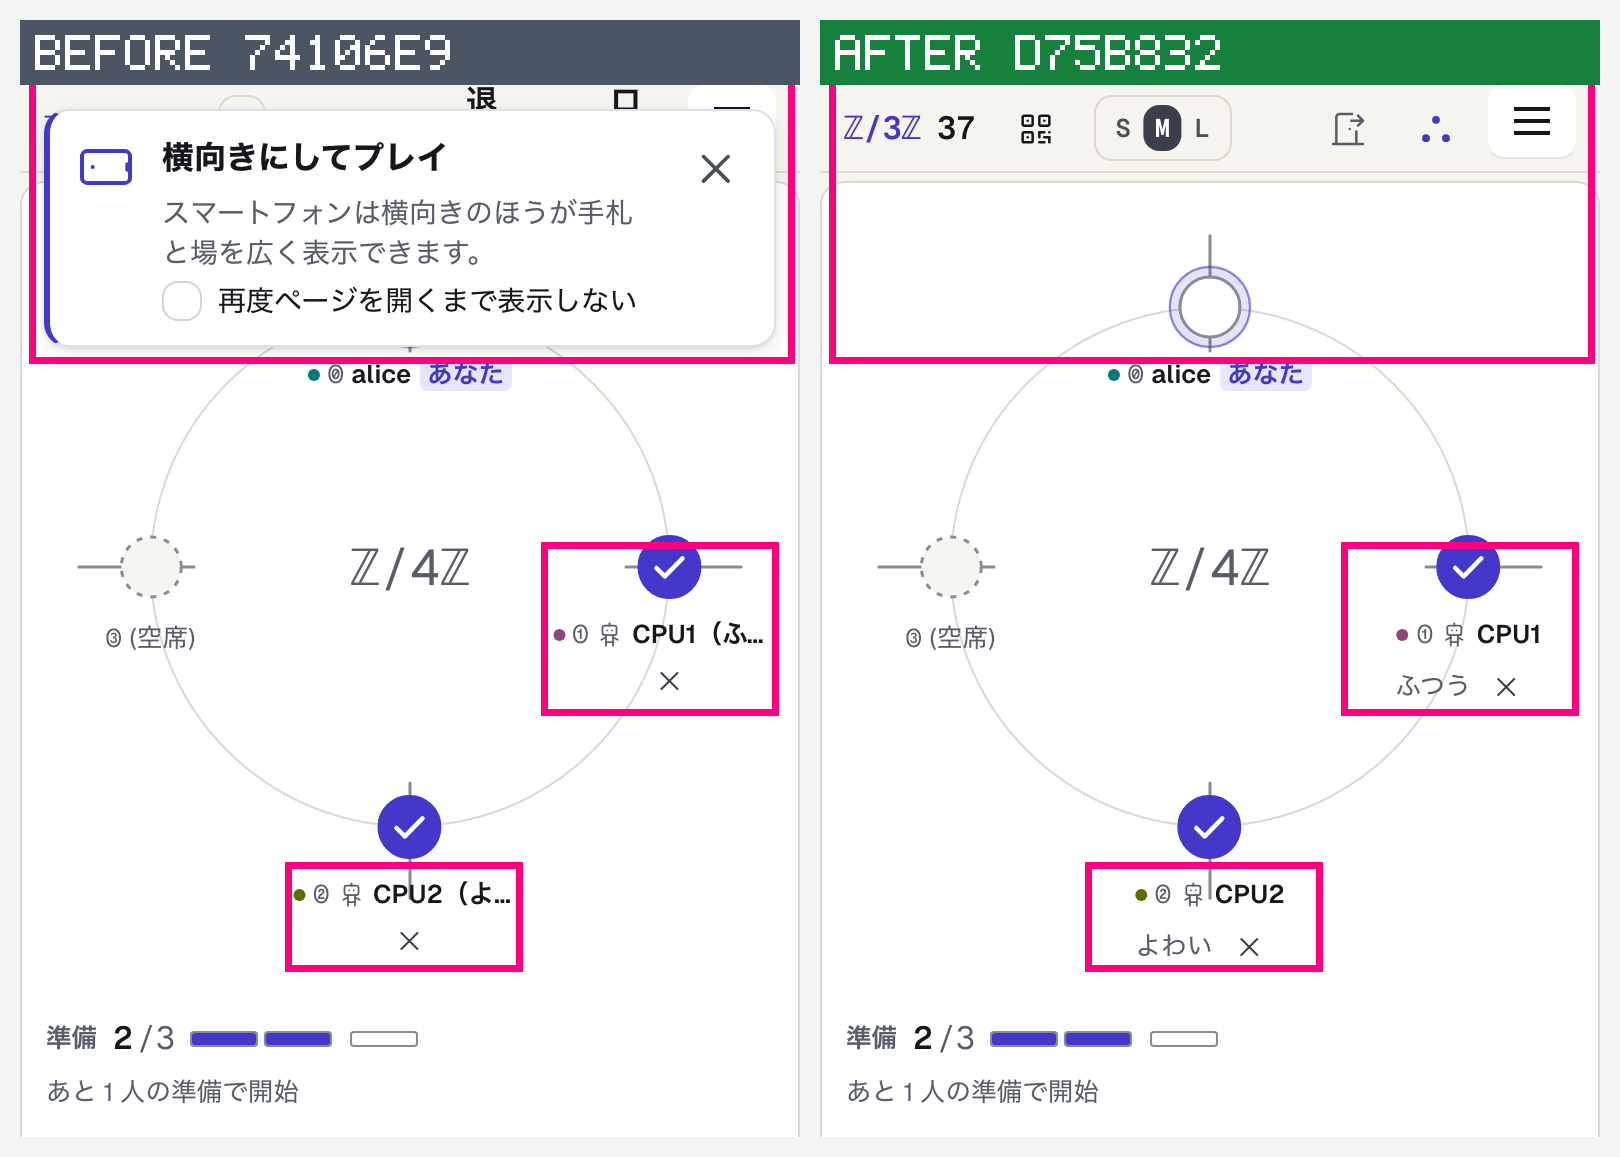 BEFORE 74106E9
退 ロ
横向きにしてプレイ
スマートフォンは横向きのほうが手札
と場を広く表示できます。
再度ページを開くまで表示しない
0 alice あなた
ℤ/4ℤ
3 (空席)
1 CPU1（ふ...
2 CPU2（よ...
準備 2/3
あと1人の準備で開始
AFTER D75B832
ℤ/3ℤ 37 S M L
0 alice あなた
ℤ/4ℤ
3 (空席)
1 CPU1
ふつう
2 CPU2
よわい
準備 2/3
あと1人の準備で開始